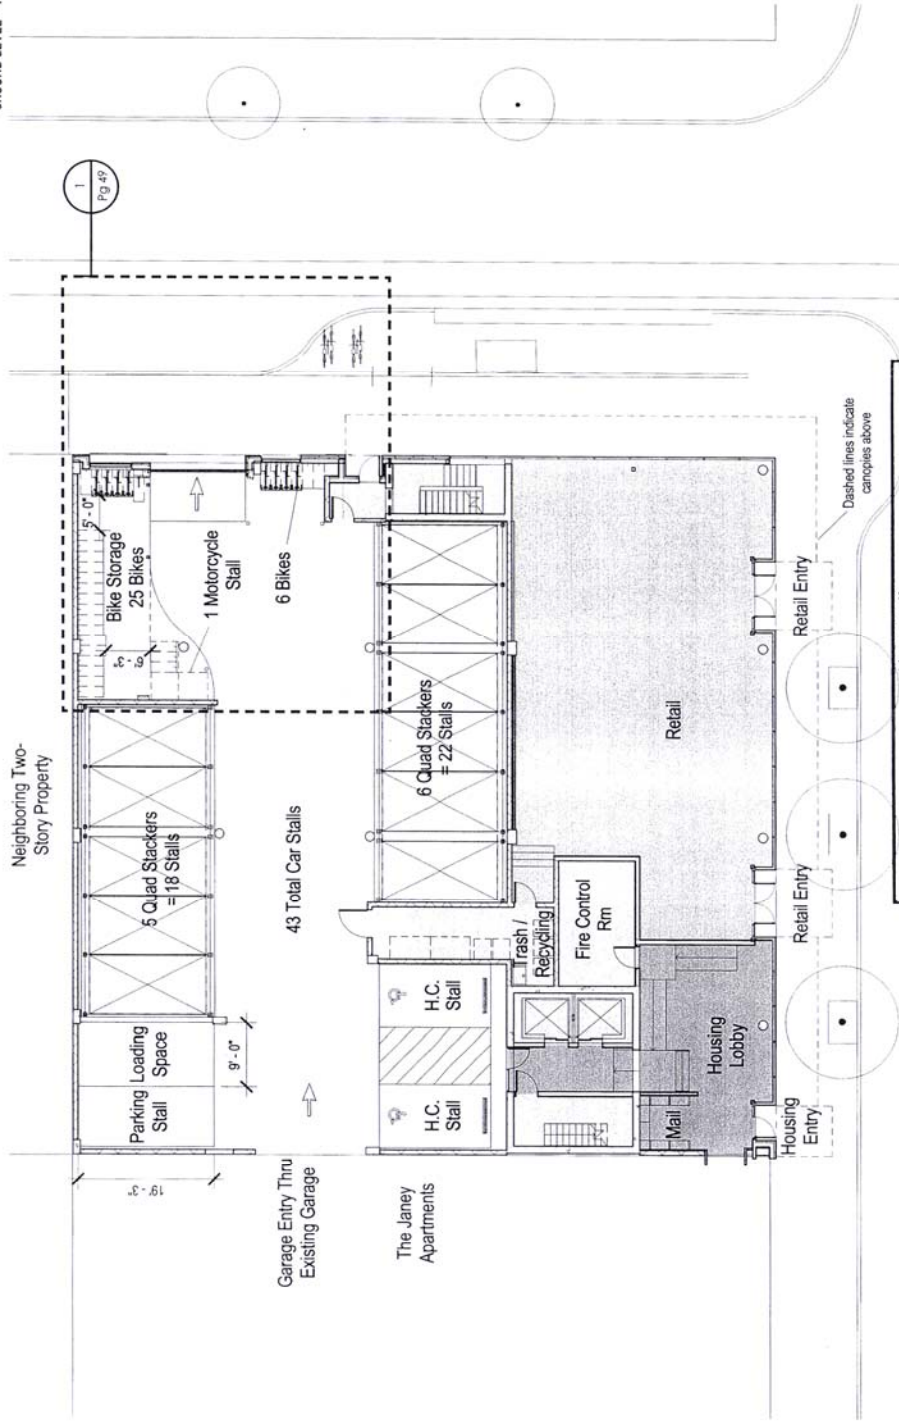 1
Pg 49
Neighboring Two-
Story Property
Bike Storage
25 Bikes
5' - 0"
6' - 3"
1 Motorcycle
Stall
6 Bikes
5 Quad Stackers
= 18 Stalls
6 Quad Stackers
= 22 Stalls
43 Total Car Stalls
Parking
Stall
Loading
Space
9' - 0"
19' - 3"
Garage Entry Thru
Existing Garage
The Janey
Apartments
H.C.
Stall
H.C.
Stall
Trash /
Recycling
Fire Control
Rm
Retail
Housing
Lobby
Mail
Housing
Entry
Retail Entry
Retail Entry
Dashed lines indicate
canopies above